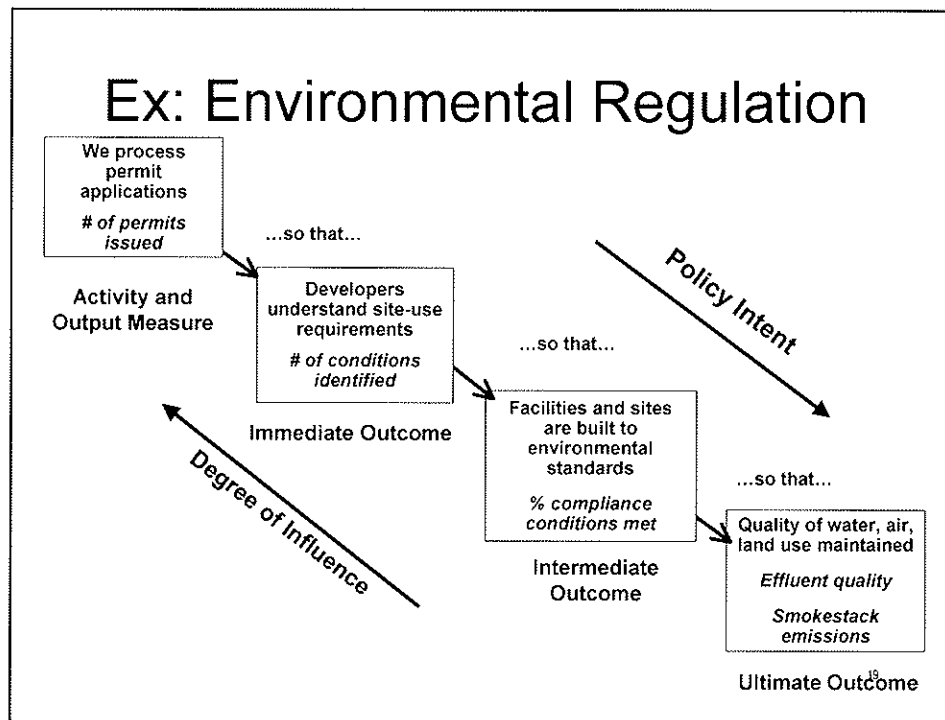 Ex: Environmental Regulation
We process
permit
applications
# of permits
issued
Activity and
Output Measure
...so that...
Developers
understand site-use
requirements
# of conditions
identified
Immediate Outcome
...so that...
Facilities and sites
are built to
environmental
standards
% compliance
conditions met
Intermediate
Outcome
...so that...
Quality of water, air,
land use maintained
Effluent quality
Smokestack
emissions
Ultimate Outcome
Policy Intent
Degree of Influence
19